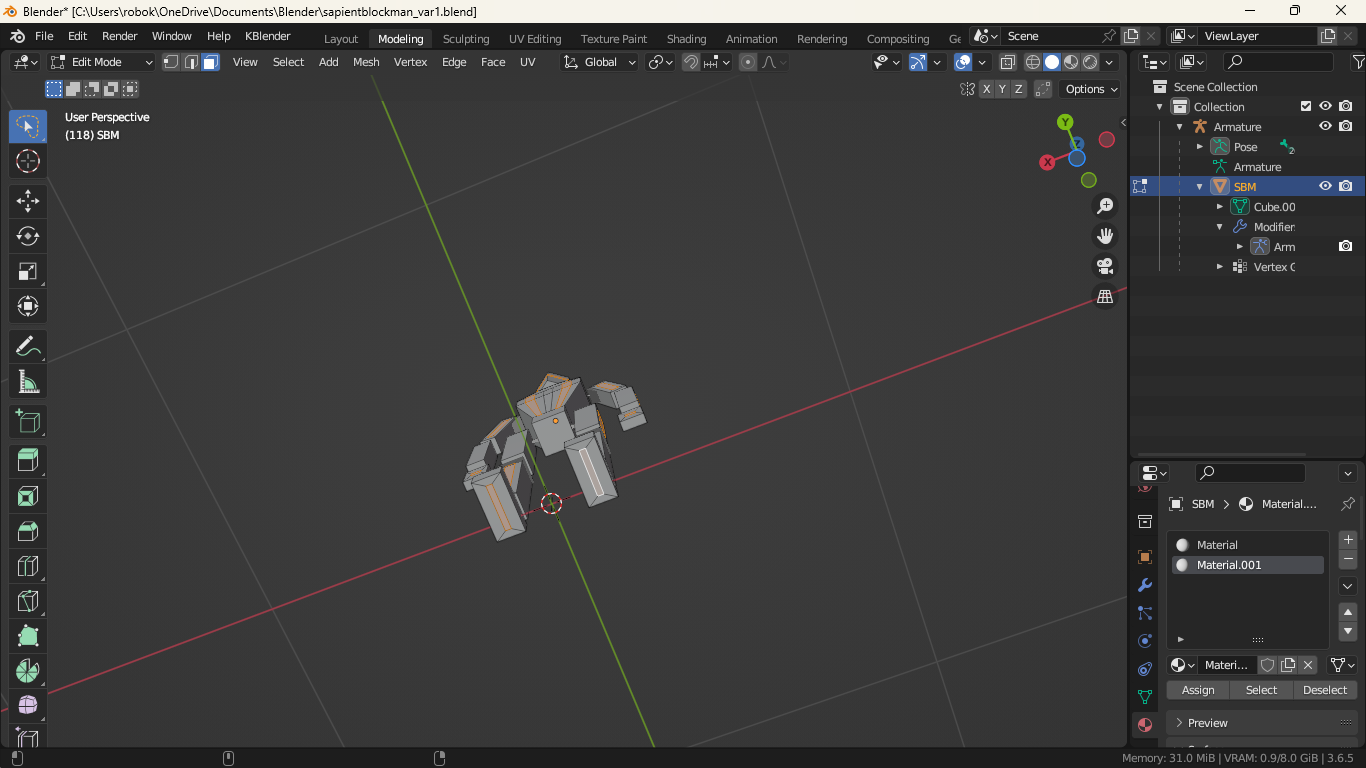 Blender* [C:\Users\robok\OneDrive\Documents\Blender\sapientblockman_var1.blend]
File Edit Render Window Help KBlender Layout Modeling Sculpting UV Editing Texture Paint Shading Animation Rendering Compositing Ge Scene ViewLayer
Edit Mode View Select Add Mesh Vertex Edge Face UV Global
X Y Z Options
User Perspective
(118) SBM
Y
Z
X
Scene Collection
Collection
Armature
Pose 2
Armature
SBM
Cube.00
Modifier
Arm
Vertex G
SBM Material....
Material
Material.001
Materi...
Assign Select Deselect
Preview
Memory: 31.0 MiB | VRAM: 0.9/8.0 GiB | 3.6.5